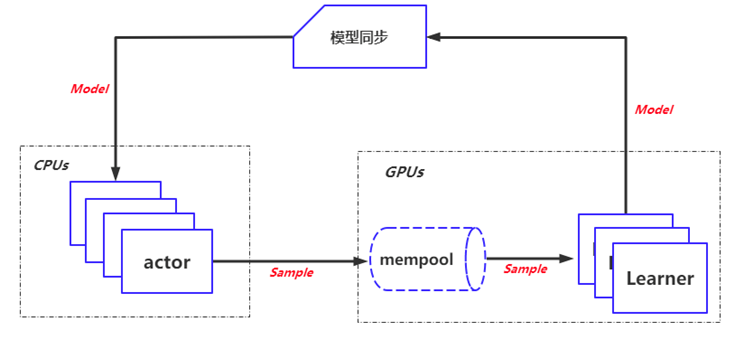 模型同步
Model
Model
CPUs
GPUs
actor
Sample
mempool
Sample
Learner